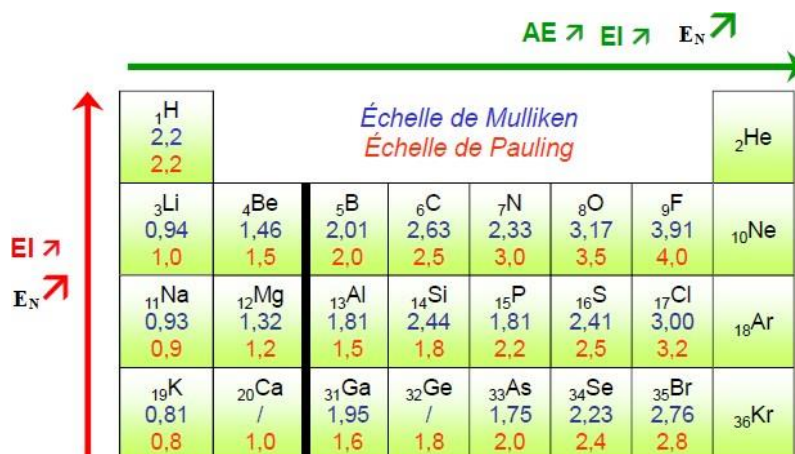 AE ↗ EI ↗ E_N ↗
Échelle de Mulliken
Échelle de Pauling
EI ↗
E_N ↗
₁H ₂He
2,2
2,2
₃Li ₄Be ₅B ₆C ₇N ₈O ₉F ₁₀Ne
0,94 1,46 2,01 2,63 2,33 3,17 3,91
1,0 1,5 2,0 2,5 3,0 3,5 4,0
₁₁Na ₁₂Mg ₁₃Al ₁₄Si ₁₅P ₁₆S ₁₇Cl ₁₈Ar
0,93 1,32 1,81 2,44 1,81 2,41 3,00
0,9 1,2 1,5 1,8 2,2 2,5 3,2
₁₉K ₂₀Ca ₃₁Ga ₃₂Ge ₃₃As ₃₄Se ₃₅Br ₃₆Kr
0,81 / 1,95 / 1,75 2,23 2,76
0,8 1,0 1,6 1,8 2,0 2,4 2,8